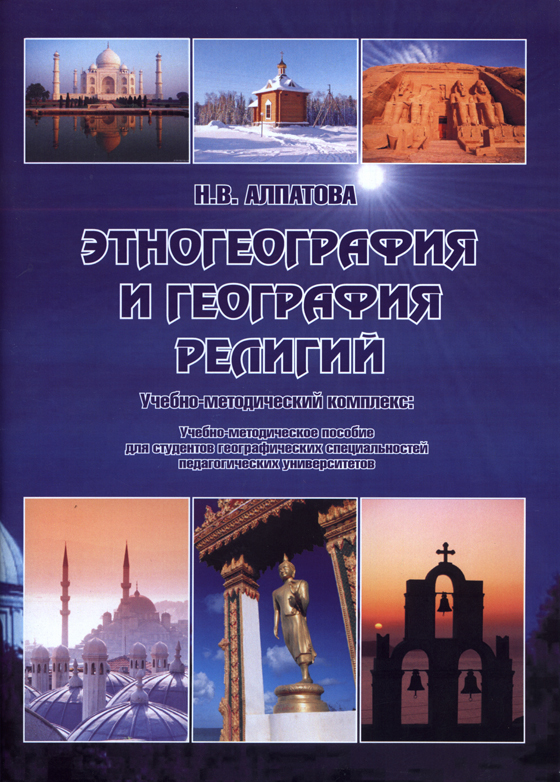 Н.В. АЛПАТОВА
ЭТНОГЕОГРАФИЯ
И ГЕОГРАФИЯ
РЕЛИГИЙ
Учебно-методический комплекс:
Учебно-методическое пособие
для студентов географических специальностей
педагогических университетов